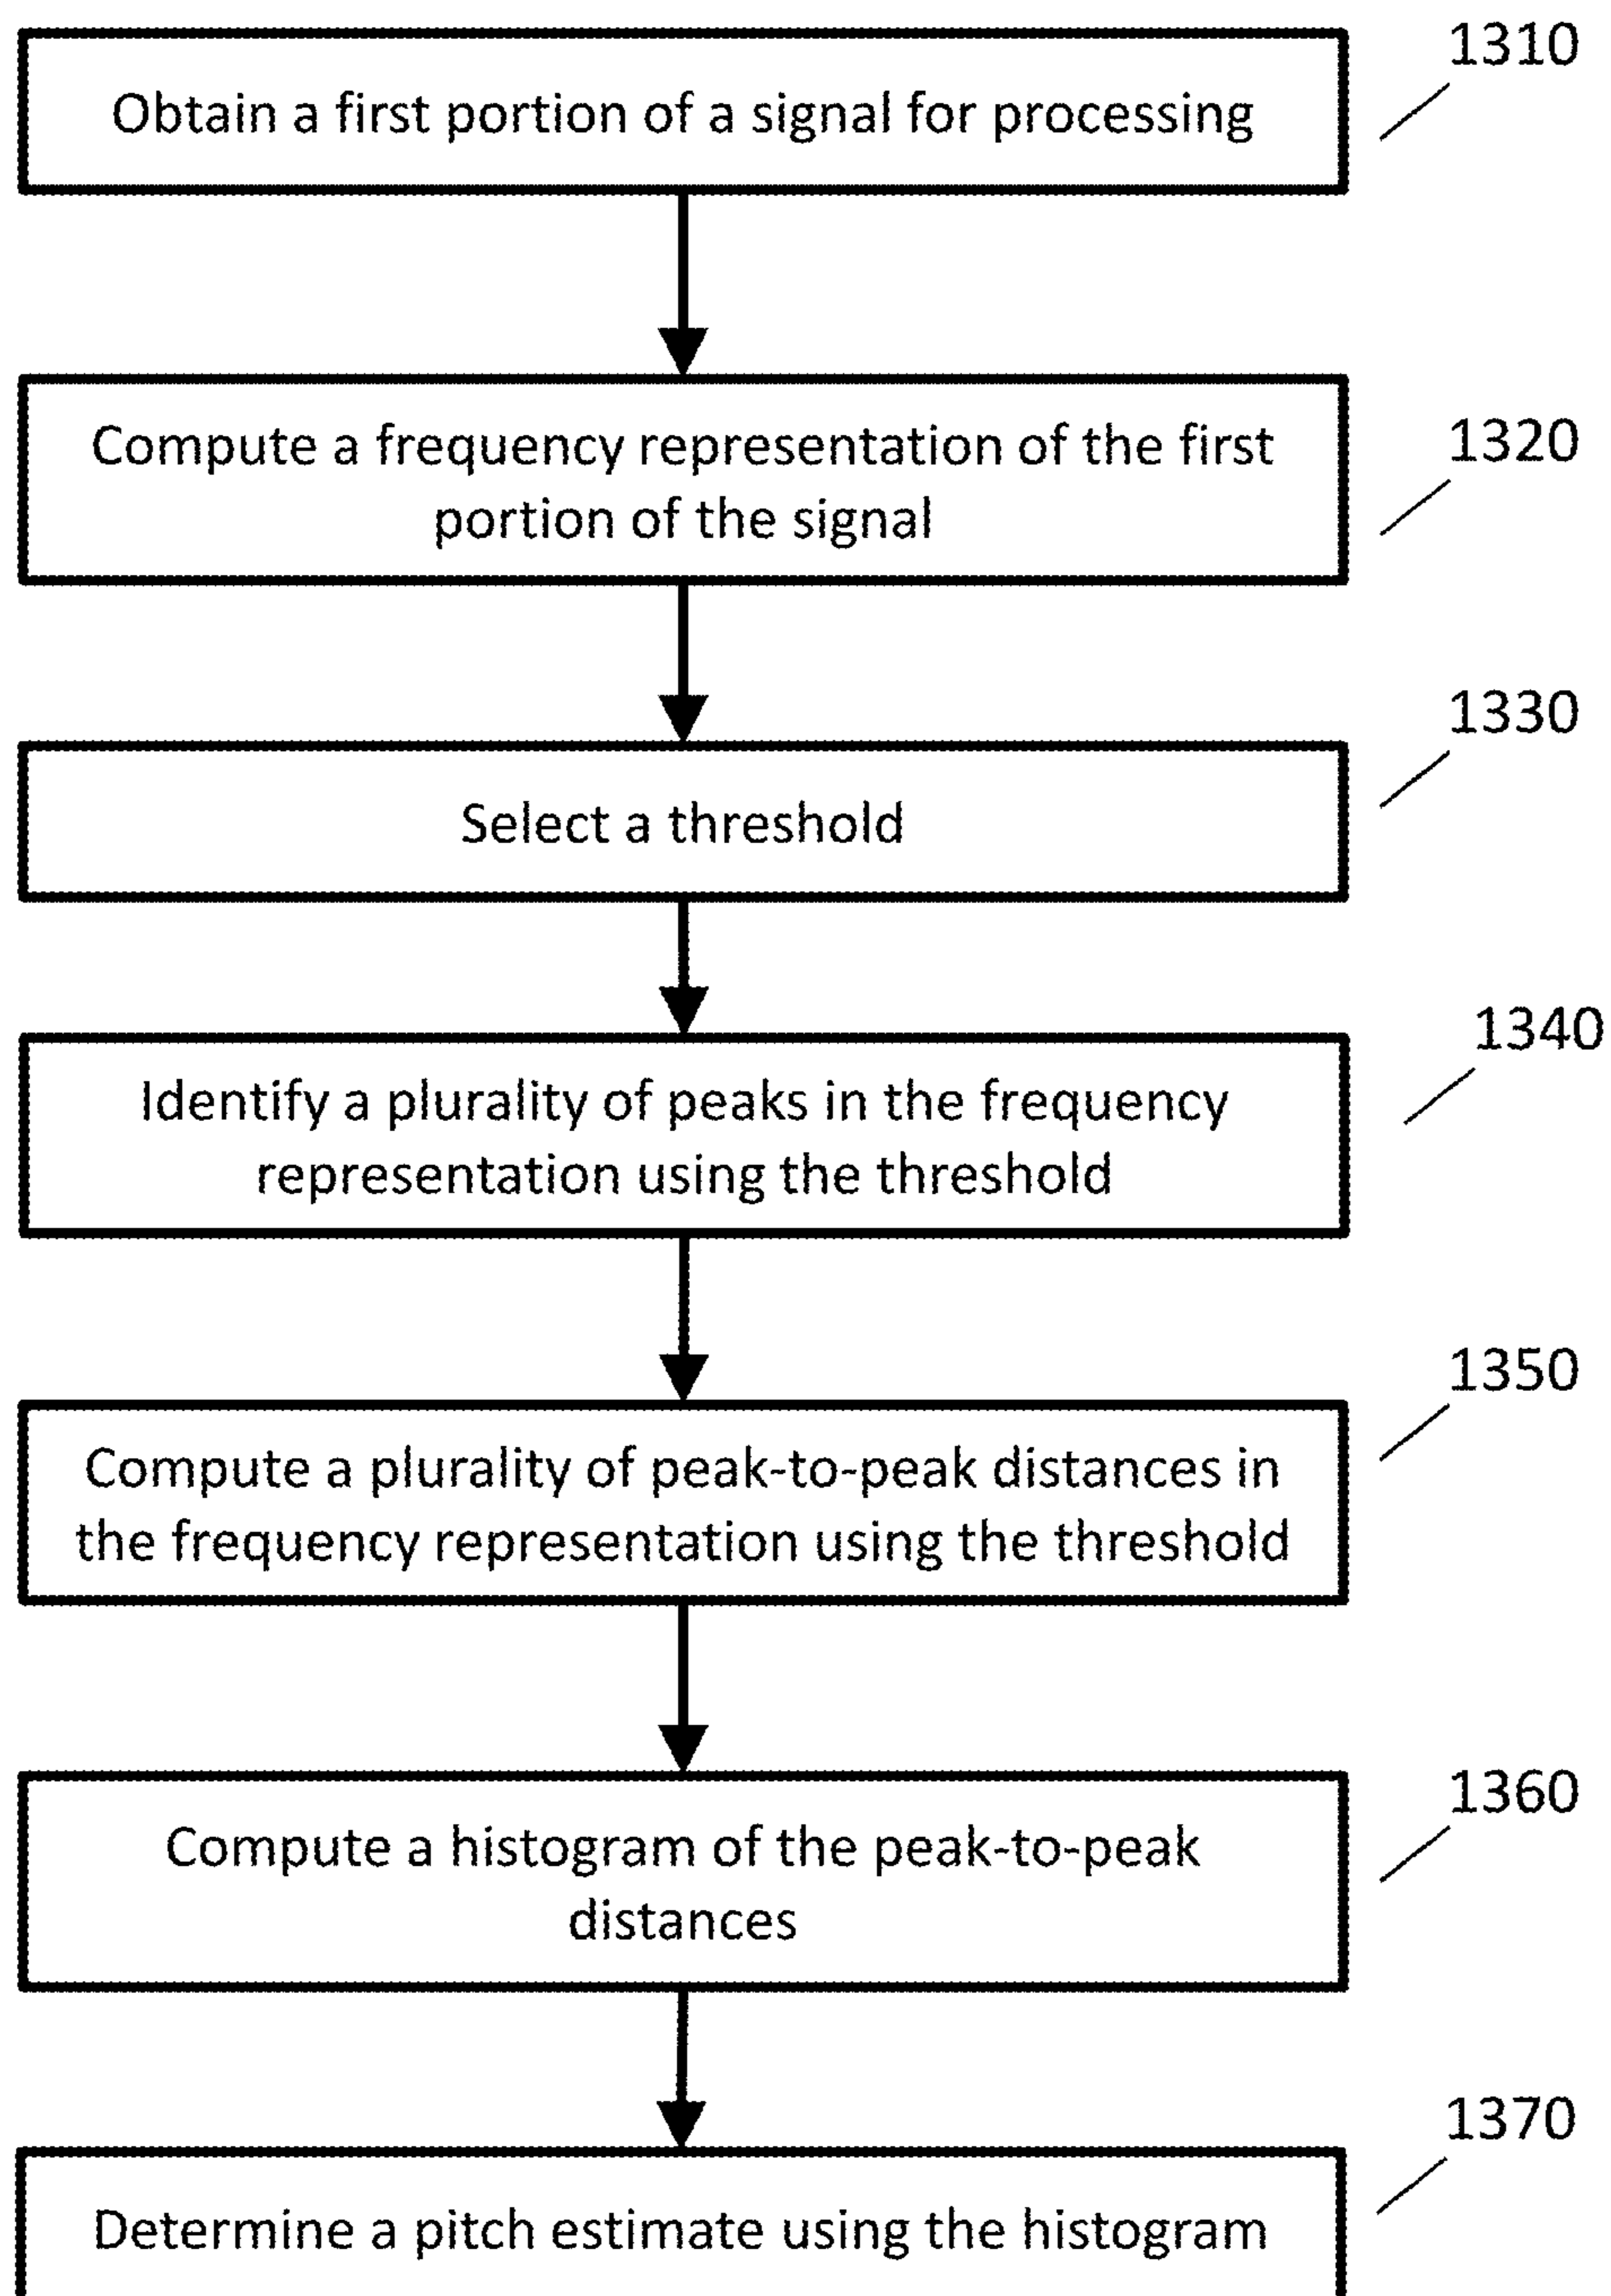 1310
Obtain a first portion of a signal for processing
1320
Compute a frequency representation of the first
portion of the signal
1330
Select a threshold
1340
Identify a plurality of peaks in the frequency
representation using the threshold
1350
Compute a plurality of peak-to-peak distances in
the frequency representation using the threshold
1360
Compute a histogram of the peak-to-peak
distances
1370
Determine a pitch estimate using the histogram